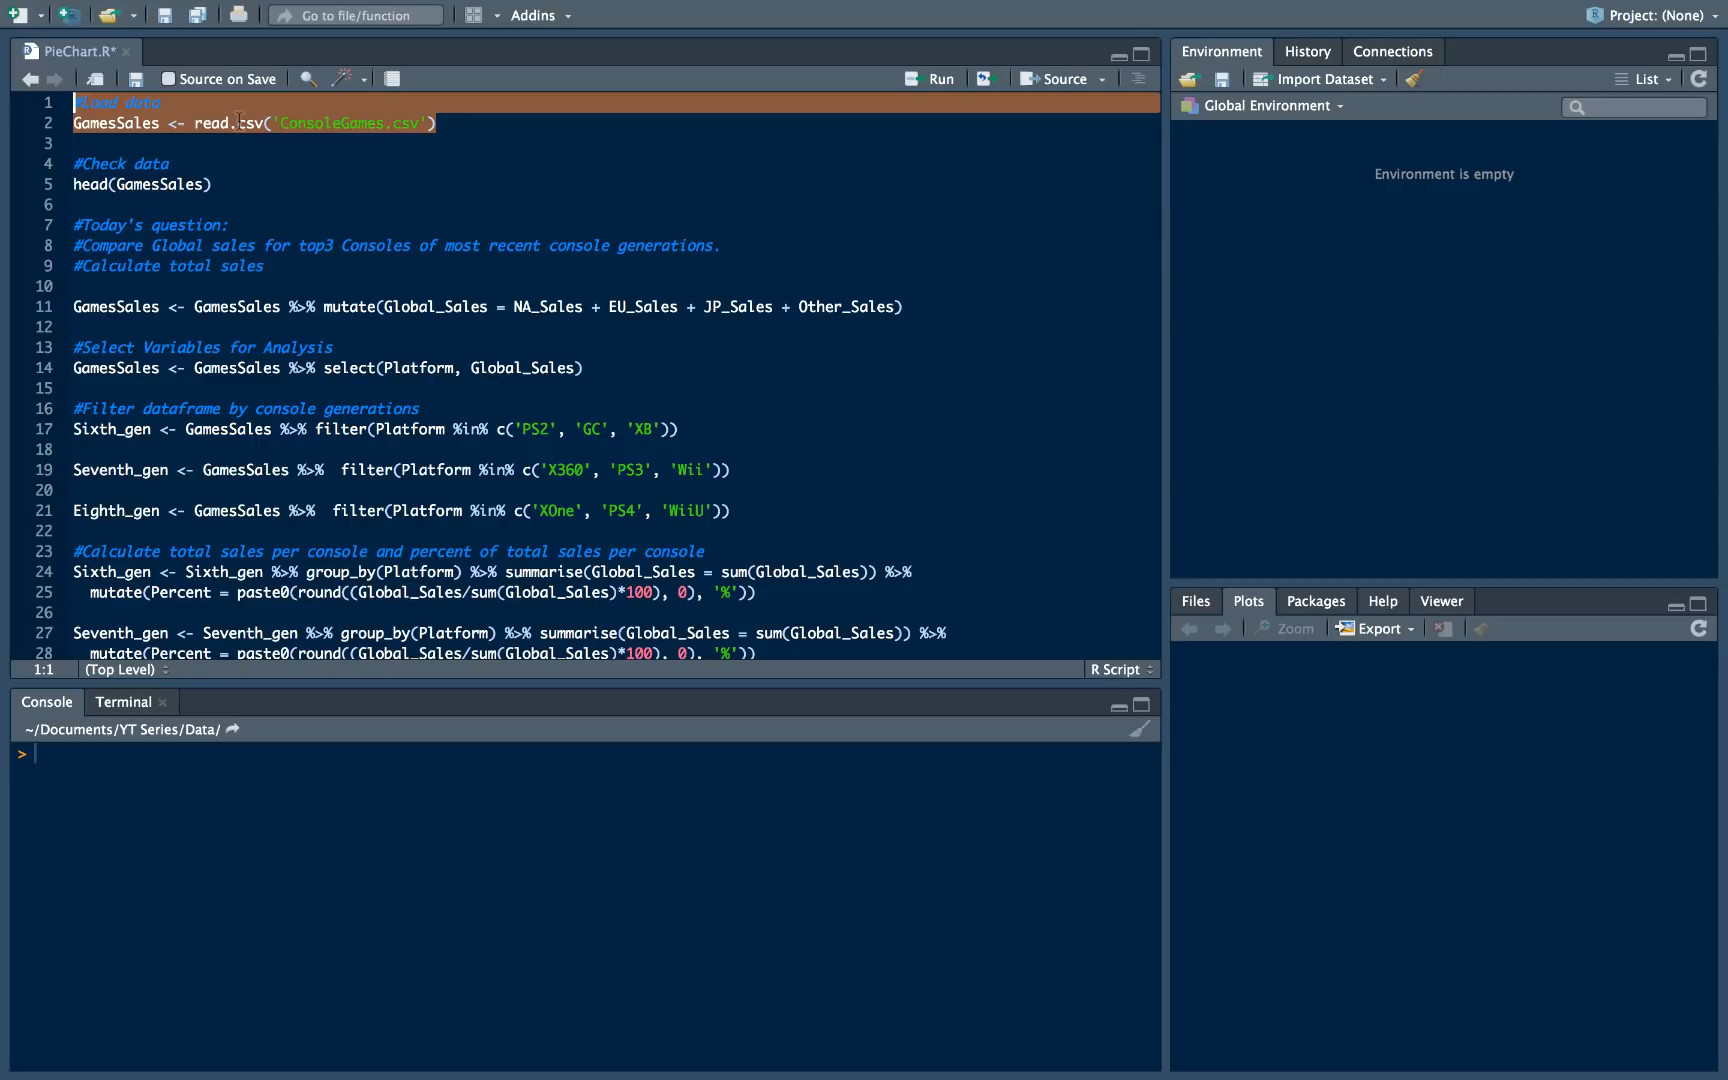 Go to file/function
Addins
Project: (None)
PieChart.R*
Source on Save
Run
Source
1 #Load data
2 GamesSales <- read.csv('ConsoleGames.csv')
3
4 #Check data
5 head(GamesSales)
6
7 #Today's question:
8 #Compare Global sales for top3 Consoles of most recent console generations.
9 #Calculate total sales
10
11 GamesSales <- GamesSales %>% mutate(Global_Sales = NA_Sales + EU_Sales + JP_Sales + Other_Sales)
12
13 #Select Variables for Analysis
14 GamesSales <- GamesSales %>% select(Platform, Global_Sales)
15
16 #Filter dataframe by console generations
17 Sixth_gen <- GamesSales %>% filter(Platform %in% c('PS2', 'GC', 'XB'))
18
19 Seventh_gen <- GamesSales %>%  filter(Platform %in% c('X360', 'PS3', 'Wii'))
20
21 Eighth_gen <- GamesSales %>%  filter(Platform %in% c('XOne', 'PS4', 'WiiU'))
22
23 #Calculate total sales per console and percent of total sales per console
24 Sixth_gen <- Sixth_gen %>% group_by(Platform) %>% summarise(Global_Sales = sum(Global_Sales)) %>%
25   mutate(Percent = paste0(round((Global_Sales/sum(Global_Sales)*100), 0), '%'))
26
27 Seventh_gen <- Seventh_gen %>% group_by(Platform) %>% summarise(Global_Sales = sum(Global_Sales)) %>%
28   mutate(Percent = paste0(round((Global_Sales/sum(Global_Sales)*100), 0), '%'))
1:1 (Top Level) R Script
Console Terminal
~/Documents/YT Series/Data/
>
Environment History Connections
Import Dataset List
Global Environment
Environment is empty
Files Plots Packages Help Viewer
Zoom Export